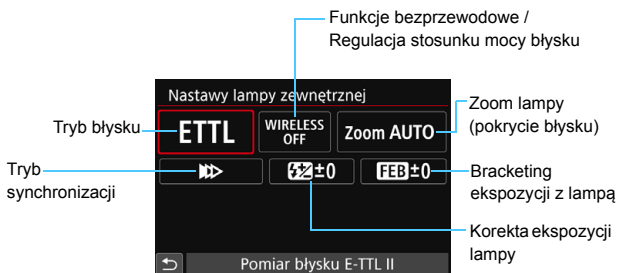 Funkcje bezprzewodowe /
Regulacja stosunku mocy błysku
Nastawy lampy zewnętrznej
Tryb błysku
ETTL
WIRELESS
OFF
Zoom AUTO
Zoom lampy
(pokrycie błysku)
Tryb
synchronizacji
±0
FEB±0
Bracketing
ekspozycji z lampą
Korekta ekspozycji
lampy
Pomiar błysku E-TTL II